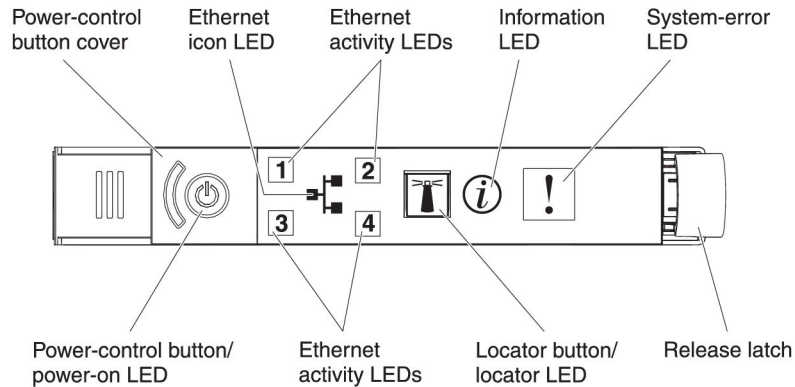 Power-control
button cover
Ethernet
icon LED
Ethernet
activity LEDs
Information
LED
System-error
LED
1
2
3
4
i
!
Power-control button/
power-on LED
Ethernet
activity LEDs
Locator button/
locator LED
Release latch